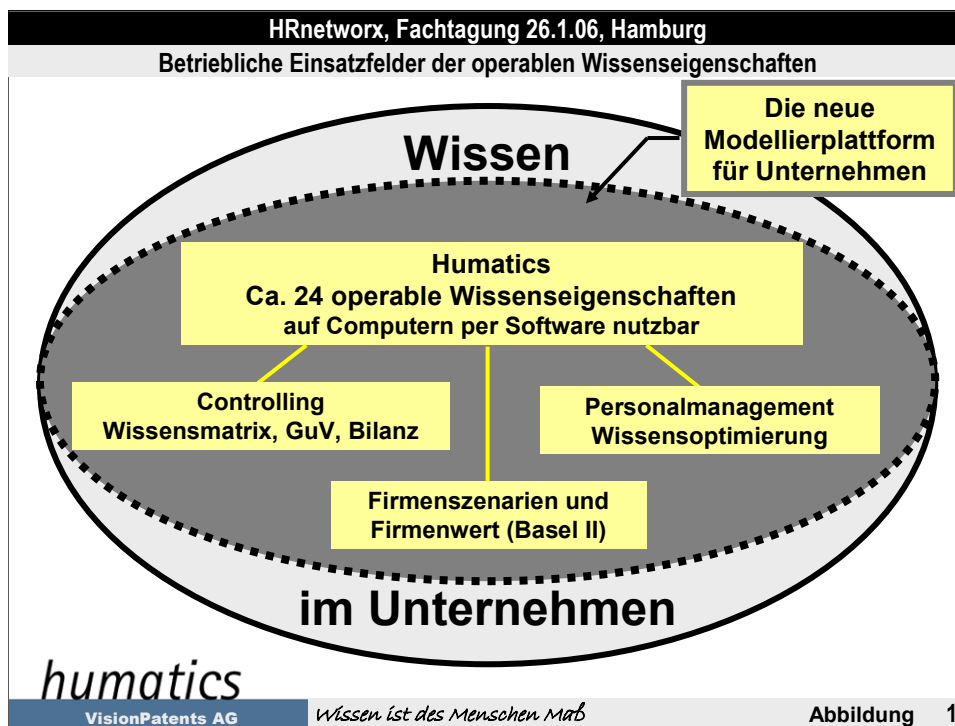 HRnetworx, Fachtagung 26.1.06, Hamburg
Betriebliche Einsatzfelder der operablen Wissenseigenschaften
Die neue
Modellierplattform
für Unternehmen
Wissen
Humatics
Ca. 24 operable Wissenseigenschaften
auf Computern per Software nutzbar
Controlling
Wissensmatrix, GuV, Bilanz
Personalmanagement
Wissensoptimierung
Firmenszenarien und
Firmenwert (Basel II)
im Unternehmen
humatics
VisionPatents AG
Wissen ist des Menschen Maß
Abbildung 1